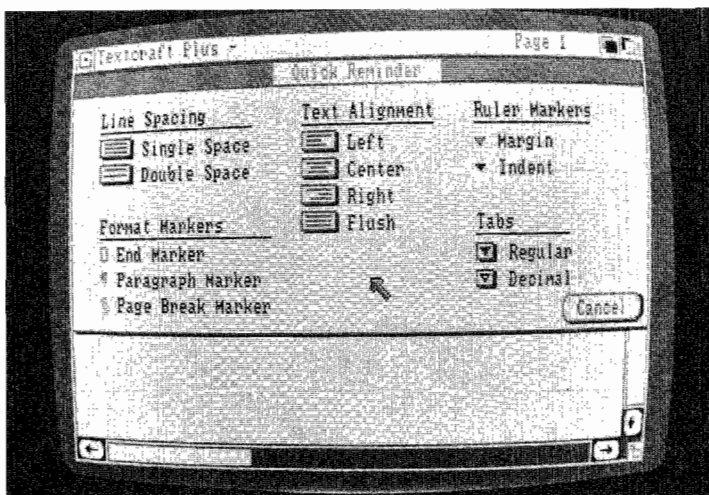 Textcraft Plus
Page 1
Quick Reminder
Line Spacing
Single Space
Double Space
Format Markers
End Marker
¶ Paragraph Marker
§ Page Break Marker
Text Alignment
Left
Center
Right
Flush
Ruler Markers
Margin
Indent
Tabs
Regular
Decimal
Cancel